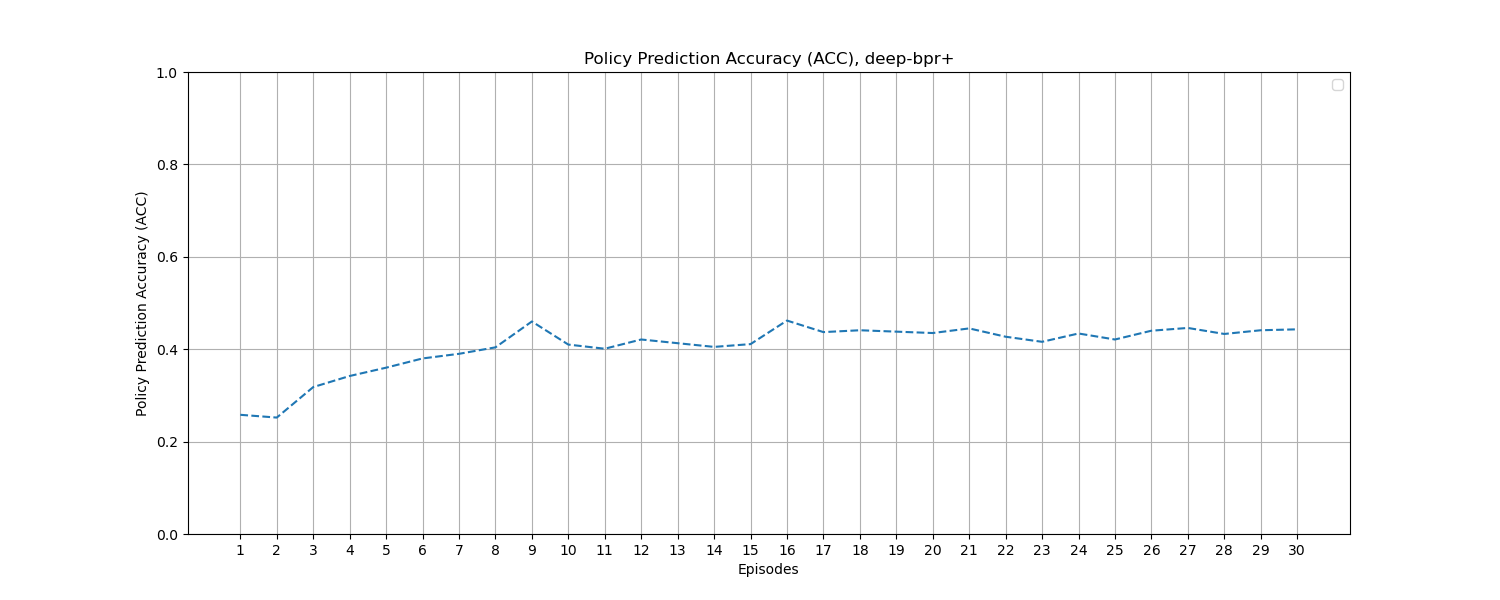 Policy Prediction Accuracy (ACC), deep-bpr+
Policy Prediction Accuracy (ACC)
1.0
0.8
0.6
0.4
0.2
0.0
1 2 3 4 5 6 7 8 9 10 11 12 13 14 15 16 17 18 19 20 21 22 23 24 25 26 27 28 29 30
Episodes